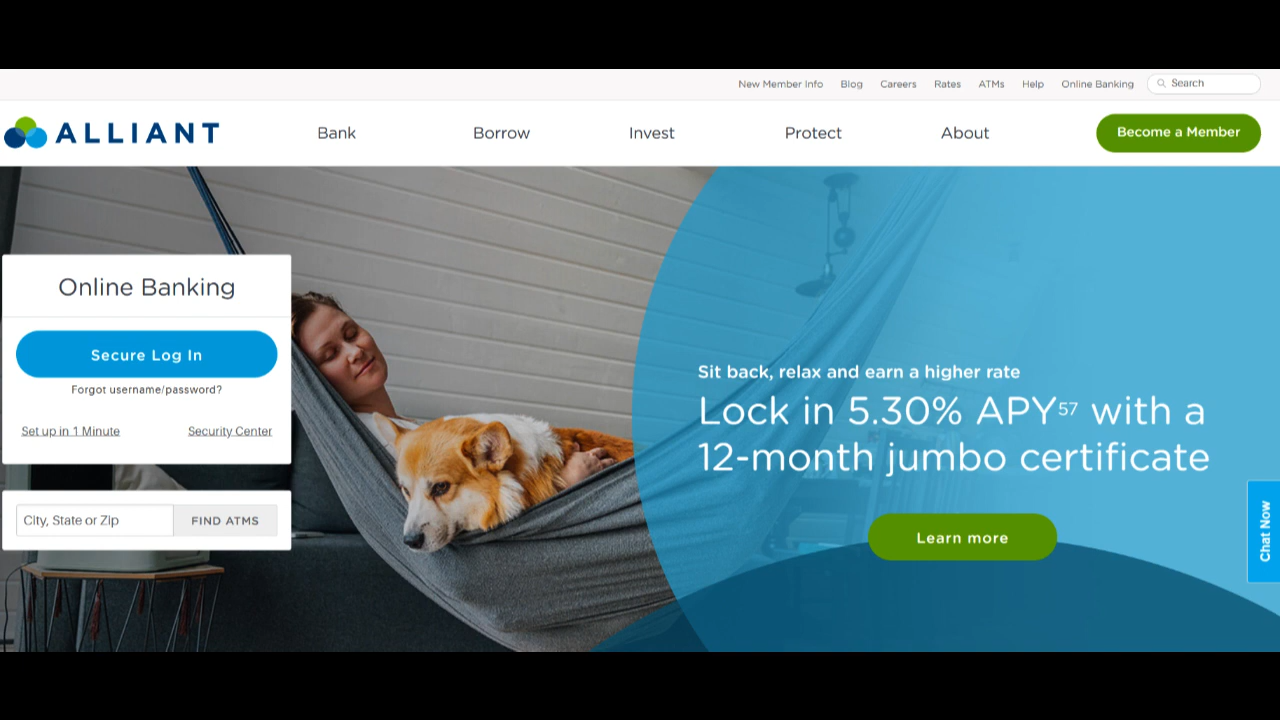 New Member Info Blog Careers Rates ATMs Help Online Banking Search
ALLIANT Bank Borrow Invest Protect About Become a Member
Online Banking
Secure Log In
Forgot username/password?
Set up in 1 Minute Security Center
City, State or Zip FIND ATMS
Sit back, relax and earn a higher rate
Lock in 5.30% APY57 with a
12-month jumbo certificate
Learn more
Chat Now